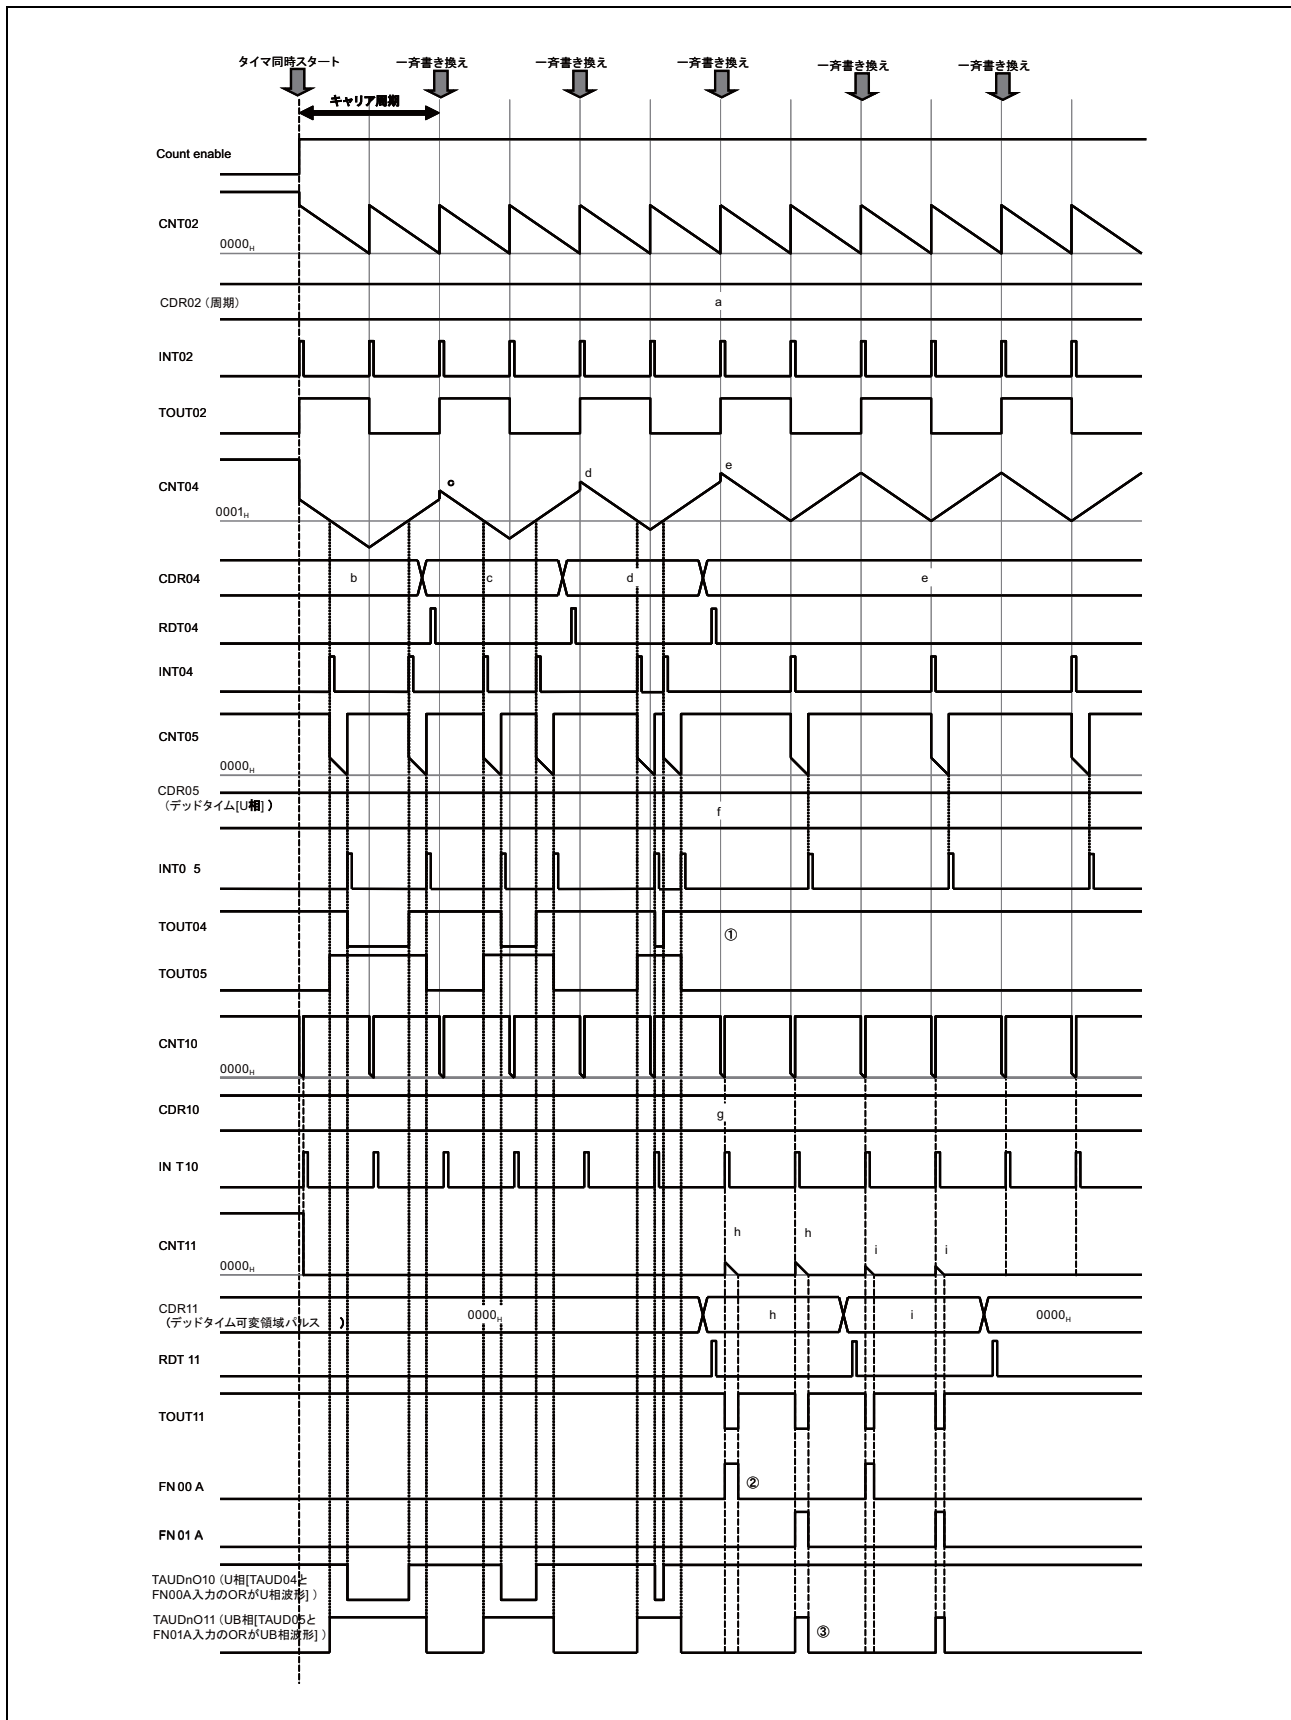 タイマ同時スタート 一斉書き換え 一斉書き換え 一斉書き換え 一斉書き換え 一斉書き換え
キャリア周期
Count enable
CNT02
0000H
CDR02（周期） a
INT02
TOUT02
CNT04 c d e
0001H
CDR04 b c d e
RDT04
INT04
CNT05
0000H
CDR05
（デッドタイム[U相]） f
INT0 5
TOUT04 ①
TOUT05
CNT10
0000H
CDR10 g
IN T10
CNT11 h h i i
0000H
CDR11 0000H h i 0000H
（デッドタイム可変領域パルス ）
RDT 11
TOUT11
FN 00 A ②
FN 01 A
TAUDnO10（U相[TAUD04と
FN00A入力のORがU相波形]）
TAUDnO11（UB相[TAUD05と
FN01A入力のORがUB相波形]） ③